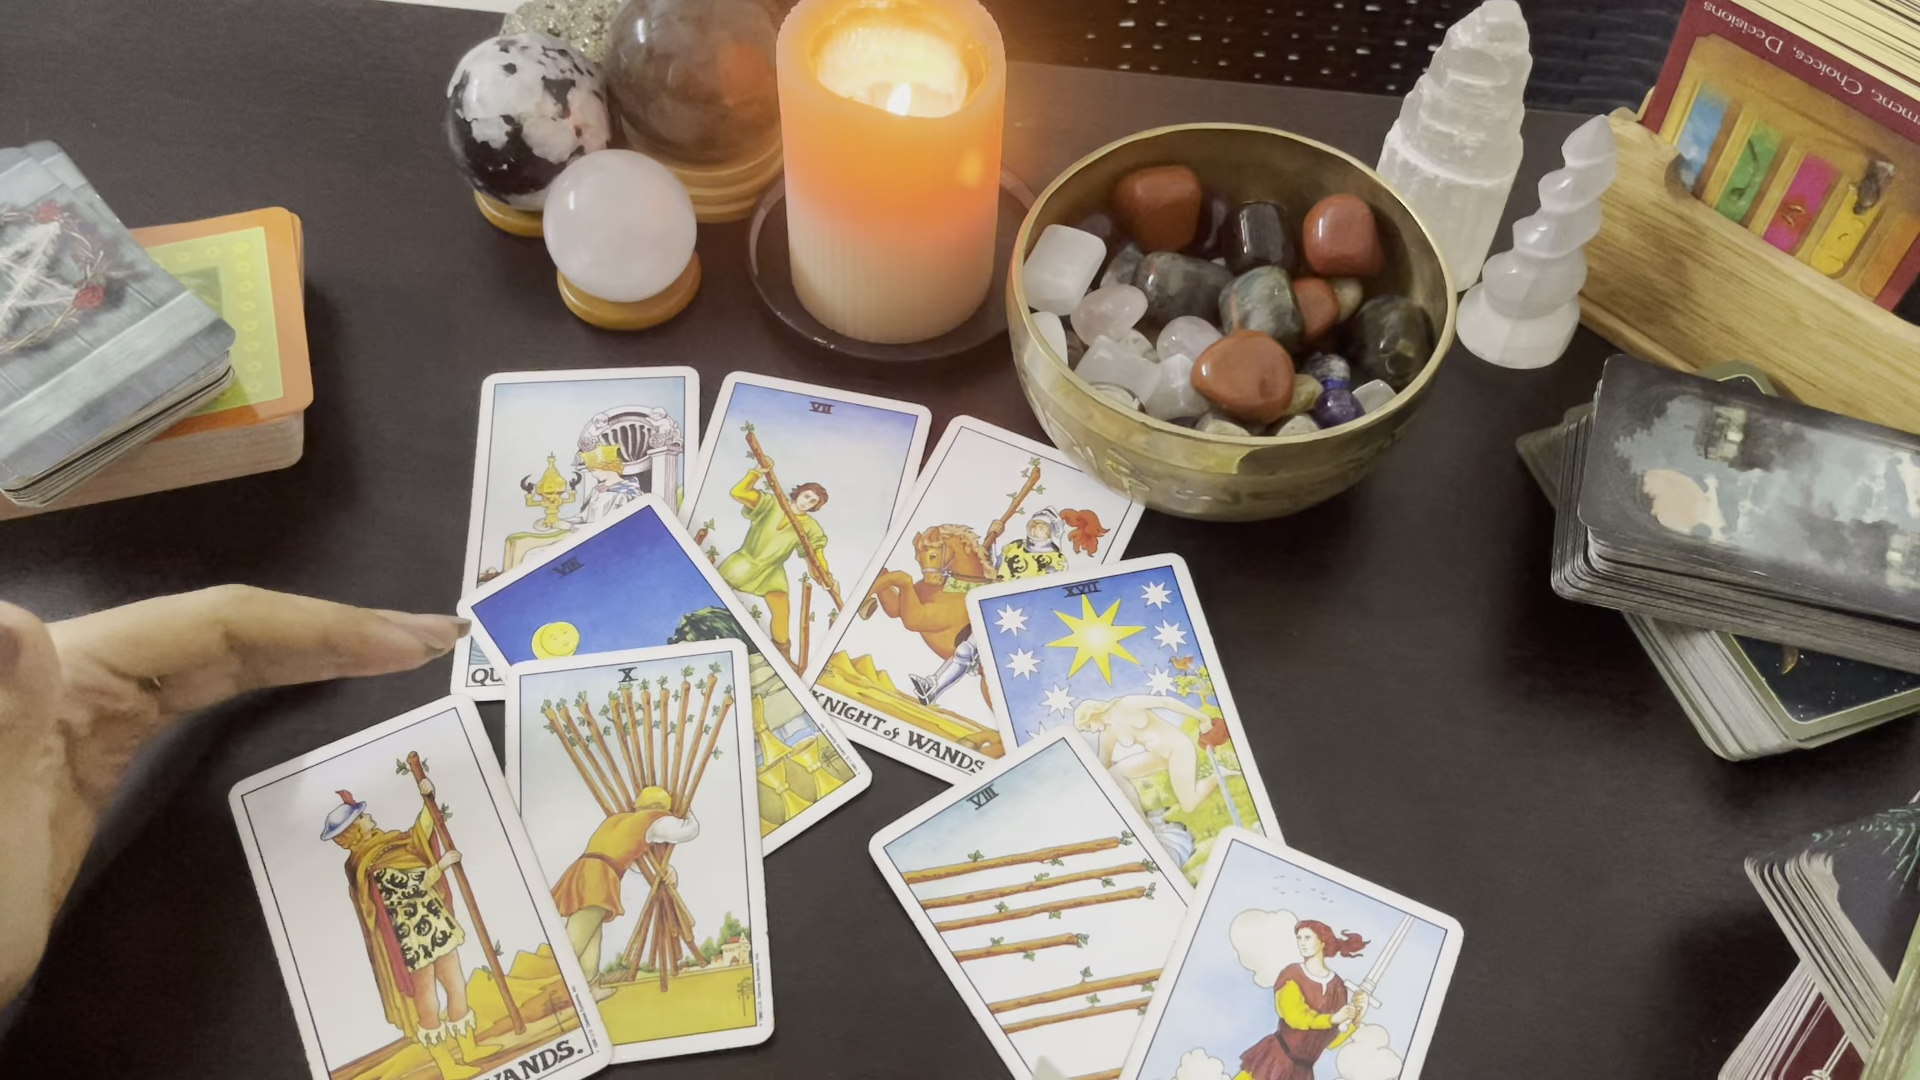 ment, Choices, Decisions
VII
VIII
XVII
QU
X
KNIGHT of WANDS.
VIII
WANDS.